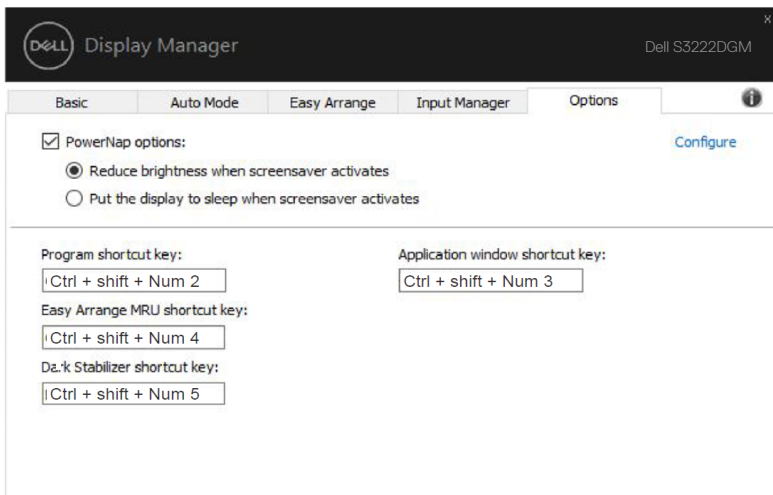 x
DELL Display Manager Dell S3222DGM
Basic Auto Mode Easy Arrange Input Manager Options i
PowerNap options: Configure
Reduce brightness when screensaver activates
Put the display to sleep when screensaver activates
Program shortcut key: Application window shortcut key:
Ctrl + shift + Num 2 Ctrl + shift + Num 3
Easy Arrange MRU shortcut key:
Ctrl + shift + Num 4
Dark Stabilizer shortcut key:
Ctrl + shift + Num 5